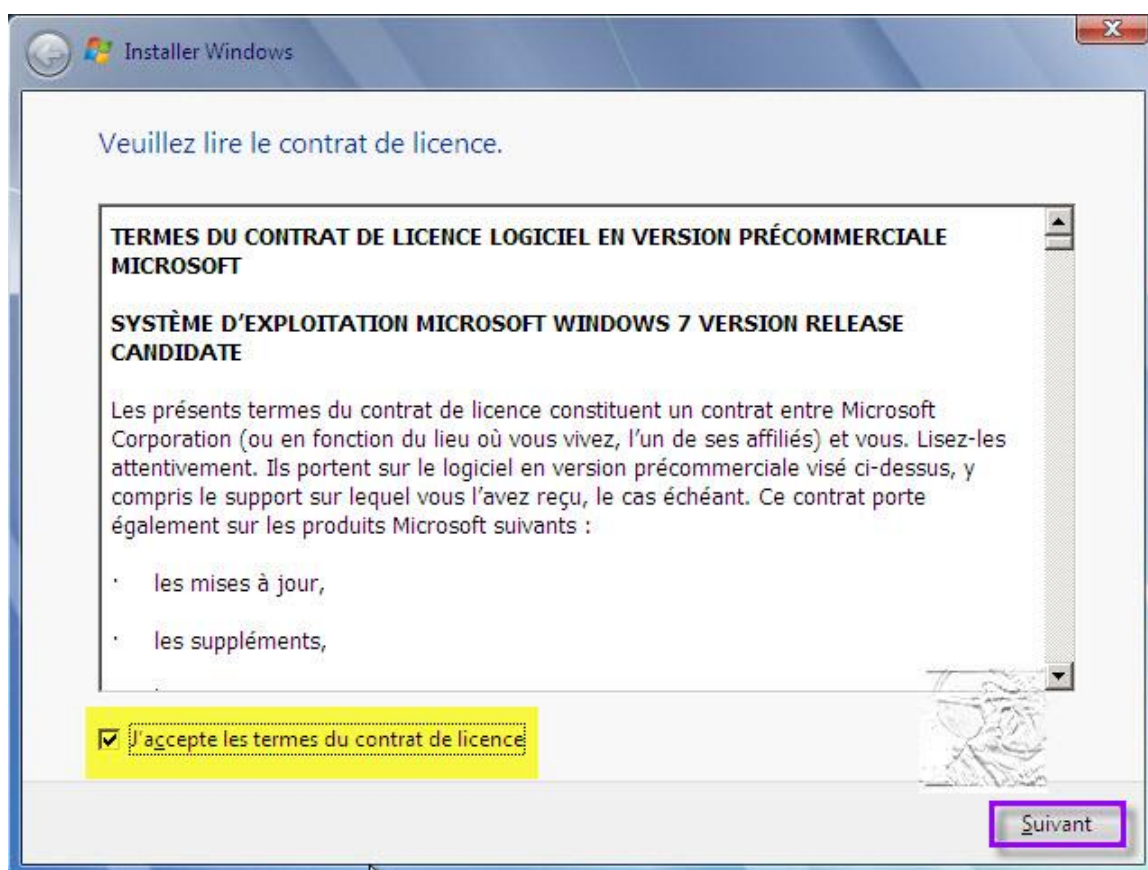 Installer Windows
Veuillez lire le contrat de licence.
TERMES DU CONTRAT DE LICENCE LOGICIEL EN VERSION PRÉCOMMERCIALE
MICROSOFT
SYSTÈME D'EXPLOITATION MICROSOFT WINDOWS 7 VERSION RELEASE
CANDIDATE
Les présents termes du contrat de licence constituent un contrat entre Microsoft
Corporation (ou en fonction du lieu où vous vivez, l'un de ses affiliés) et vous. Lisez-les
attentivement. Ils portent sur le logiciel en version précommerciale visé ci-dessus, y
compris le support sur lequel vous l'avez reçu, le cas échéant. Ce contrat porte
également sur les produits Microsoft suivants :
· les mises à jour,
· les suppléments,
J'accepte les termes du contrat de licence
Suivant